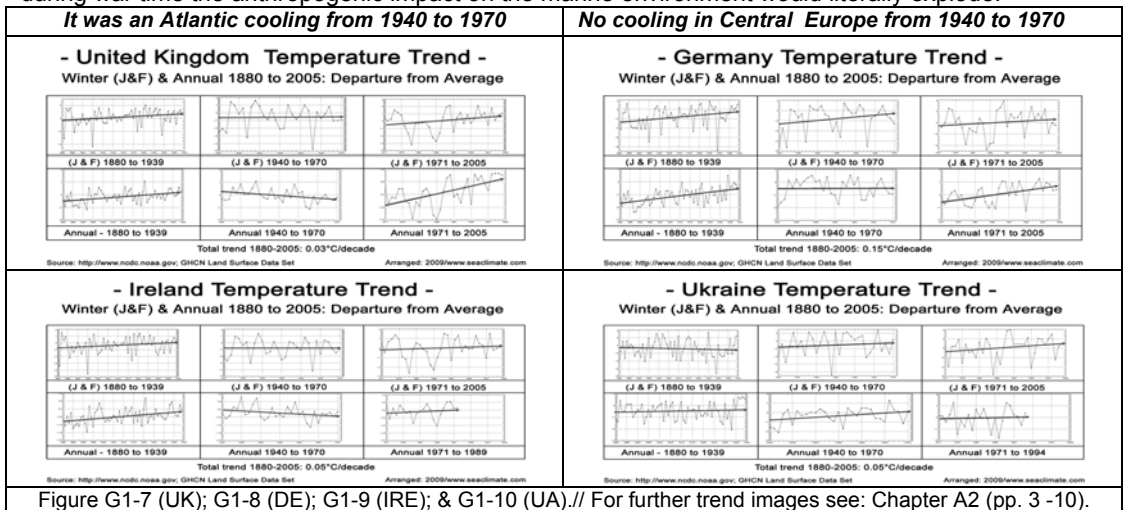 during war time the anthropogenic impact on the marine environment would literally explode.
It was an Atlantic cooling from 1940 to 1970
No cooling in Central Europe from 1940 to 1970
- United Kingdom Temperature Trend -
Winter (J&F) & Annual 1880 to 2005: Departure from Average
(J & F) 1880 to 1939
(J & F) 1940 to 1970
(J & F) 1971 to 2005
Annual - 1880 to 1939
Annual 1940 to 1970
Annual 1971 to 2005
Total trend 1880-2005: 0.03°C/decade
Source: http://www.ncdc.noaa.gov; GHCN Land Surface Data Set
Arranged: 2009/www.seaclimate.com
- Germany Temperature Trend -
Winter (J&F) & Annual 1880 to 2005: Departure from Average
(J & F) 1880 to 1939
(J & F) 1940 to 1970
(J & F) 1971 to 2005
Annual - 1880 to 1939
Annual 1940 to 1970
Annual 1971 to 2005
Total trend 1880-2005: 0.15°C/decade
Source: http://www.ncdc.noaa.gov; GHCN Land Surface Data Set
Arranged: 2009/www.seaclimate.com
- Ireland Temperature Trend -
Winter (J&F) & Annual 1880 to 2005: Departure from Average
(J & F) 1880 to 1939
(J & F) 1940 to 1970
(J & F) 1971 to 2005
Annual - 1880 to 1939
Annual 1940 to 1970
Annual 1971 to 1989
Total trend 1880-2005: 0.05°C/decade
Source: http://www.ncdc.noaa.gov; GHCN Land Surface Data Set
Arranged: 2009/www.seaclimate.com
- Ukraine Temperature Trend -
Winter (J&F) & Annual 1880 to 2005: Departure from Average
(J & F) 1880 to 1939
(J & F) 1940 to 1970
(J & F) 1971 to 2005
Annual - 1880 to 1939
Annual 1940 to 1970
Annual 1971 to 1994
Total trend 1880-2005: 0.05°C/decade
Source: http://www.ncdc.noaa.gov; GHCN Land Surface Data Set
Arranged: 2009/www.seaclimate.com
Figure G1-7 (UK); G1-8 (DE); G1-9 (IRE); & G1-10 (UA).// For further trend images see: Chapter A2 (pp. 3 -10).